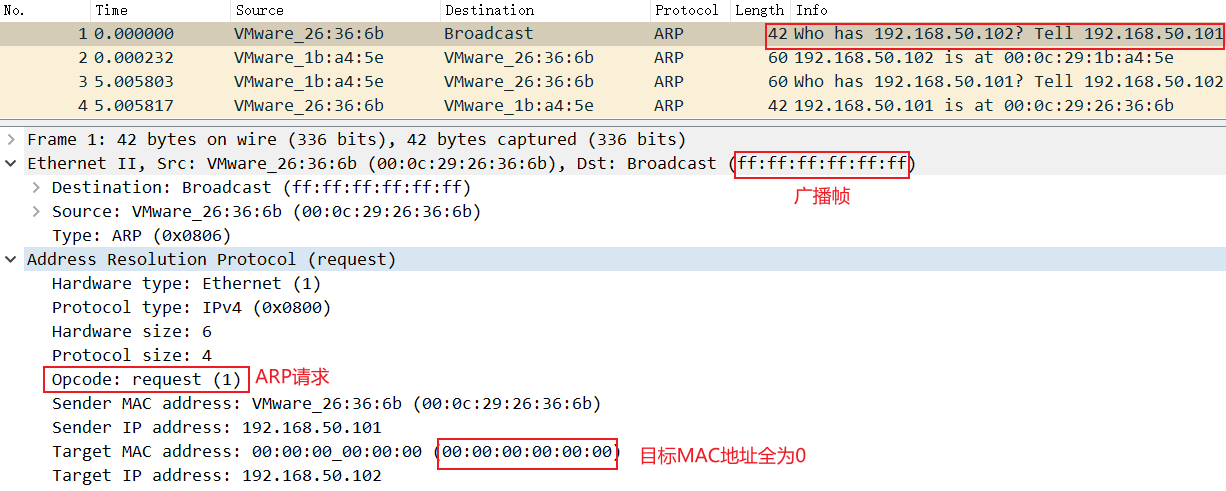 No. Time Source Destination Protocol Length Info
1 0.000000 VMware_26:36:6b Broadcast ARP 42 Who has 192.168.50.102? Tell 192.168.50.101
2 0.000232 VMware_1b:a4:5e VMware_26:36:6b ARP 60 192.168.50.102 is at 00:0c:29:1b:a4:5e
3 5.005803 VMware_1b:a4:5e VMware_26:36:6b ARP 60 Who has 192.168.50.101? Tell 192.168.50.102
4 5.005817 VMware_26:36:6b VMware_1b:a4:5e ARP 42 192.168.50.101 is at 00:0c:29:26:36:6b
Frame 1: 42 bytes on wire (336 bits), 42 bytes captured (336 bits)
Ethernet II, Src: VMware_26:36:6b (00:0c:29:26:36:6b), Dst: Broadcast (ff:ff:ff:ff:ff:ff)
Destination: Broadcast (ff:ff:ff:ff:ff:ff)
广播帧
Source: VMware_26:36:6b (00:0c:29:26:36:6b)
Type: ARP (0x0806)
Address Resolution Protocol (request)
Hardware type: Ethernet (1)
Protocol type: IPv4 (0x0800)
Hardware size: 6
Protocol size: 4
Opcode: request (1) ARP请求
Sender MAC address: VMware_26:36:6b (00:0c:29:26:36:6b)
Sender IP address: 192.168.50.101
Target MAC address: 00:00:00_00:00:00 (00:00:00:00:00:00) 目标MAC地址全为0
Target IP address: 192.168.50.102